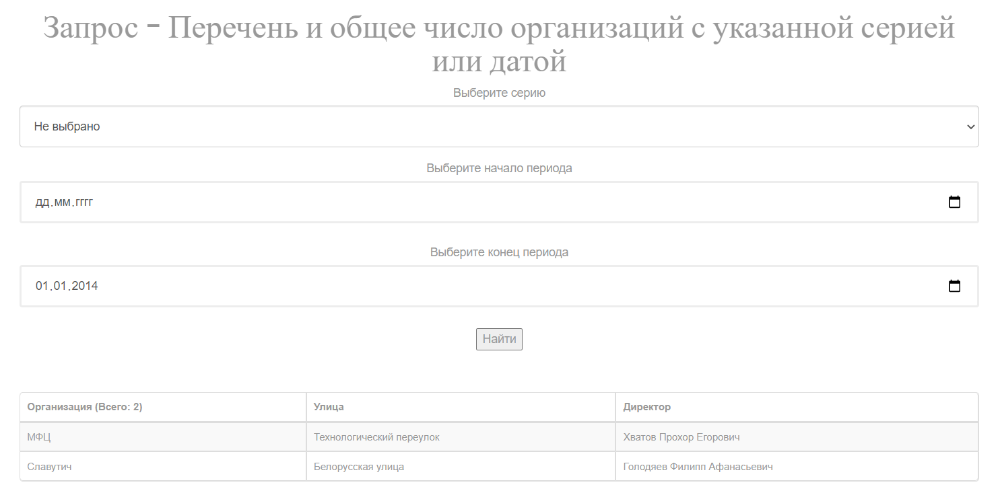 Запрос - Перечень и общее число организаций с указанной серией
или датой
Выберите серию
Не выбрано
Выберите начало периода
дд.мм.гггг
Выберите конец периода
01.01.2014
Найти
Организация (Всего: 2) Улица Директор
МФЦ Технологический переулок Хватов Прохор Егорович
Славутич Белорусская улица Голодяев Филипп Афанасьевич